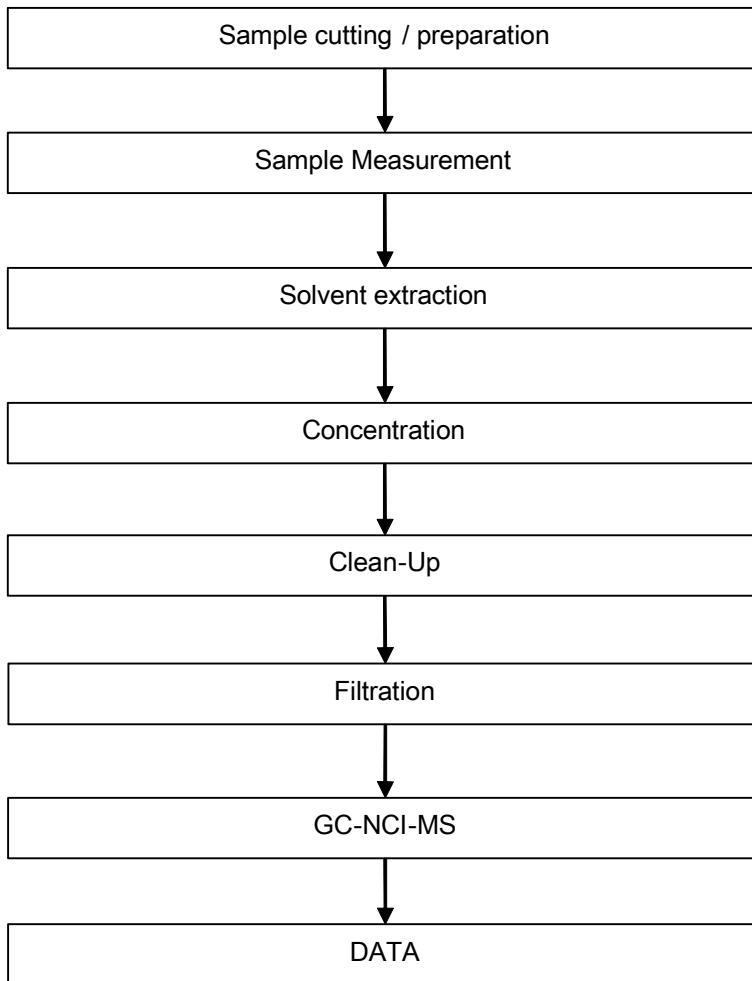 Sample cutting / preparation
Sample Measurement
Solvent extraction
Concentration
Clean-Up
Filtration
GC-NCI-MS
DATA